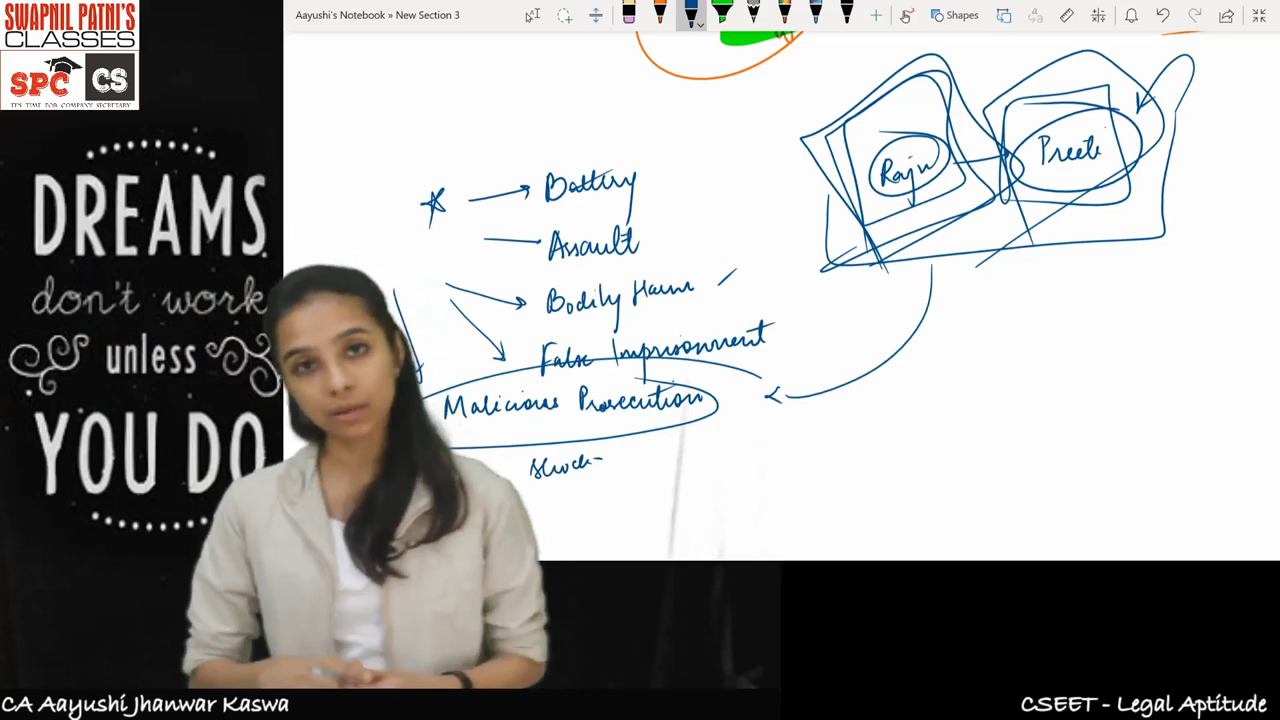 SWAPNIL PATNI'S
CLASSES
SPC CS
IT'S TIME FOR COMPANY SECRETARY
Aayushi's Notebook » New Section 3
Shapes
DREAMS
don't work
unless
YOU DO
Battery
Assault
Bodily Harm
False Imprisonment
Malicious Prosecution
Shock
Raju
Preeti
CA Aayushi Jhanwar Kaswa
CSEET - Legal Aptitude